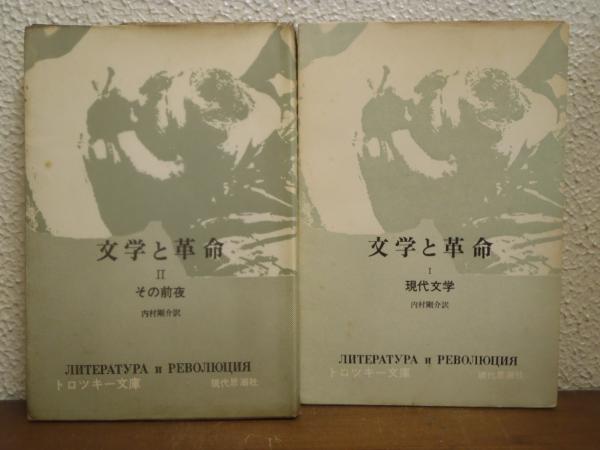 文学と革命
II
その前夜
内村剛介訳
ЛИТЕРАТУРА и РЕВОЛЮЦИЯ
トロツキー文庫
現代思潮社
文学と革命
I
現代文学
内村剛介訳
ЛИТЕРАТУРА и РЕВОЛЮЦИЯ
トロツキー文庫
現代思潮社